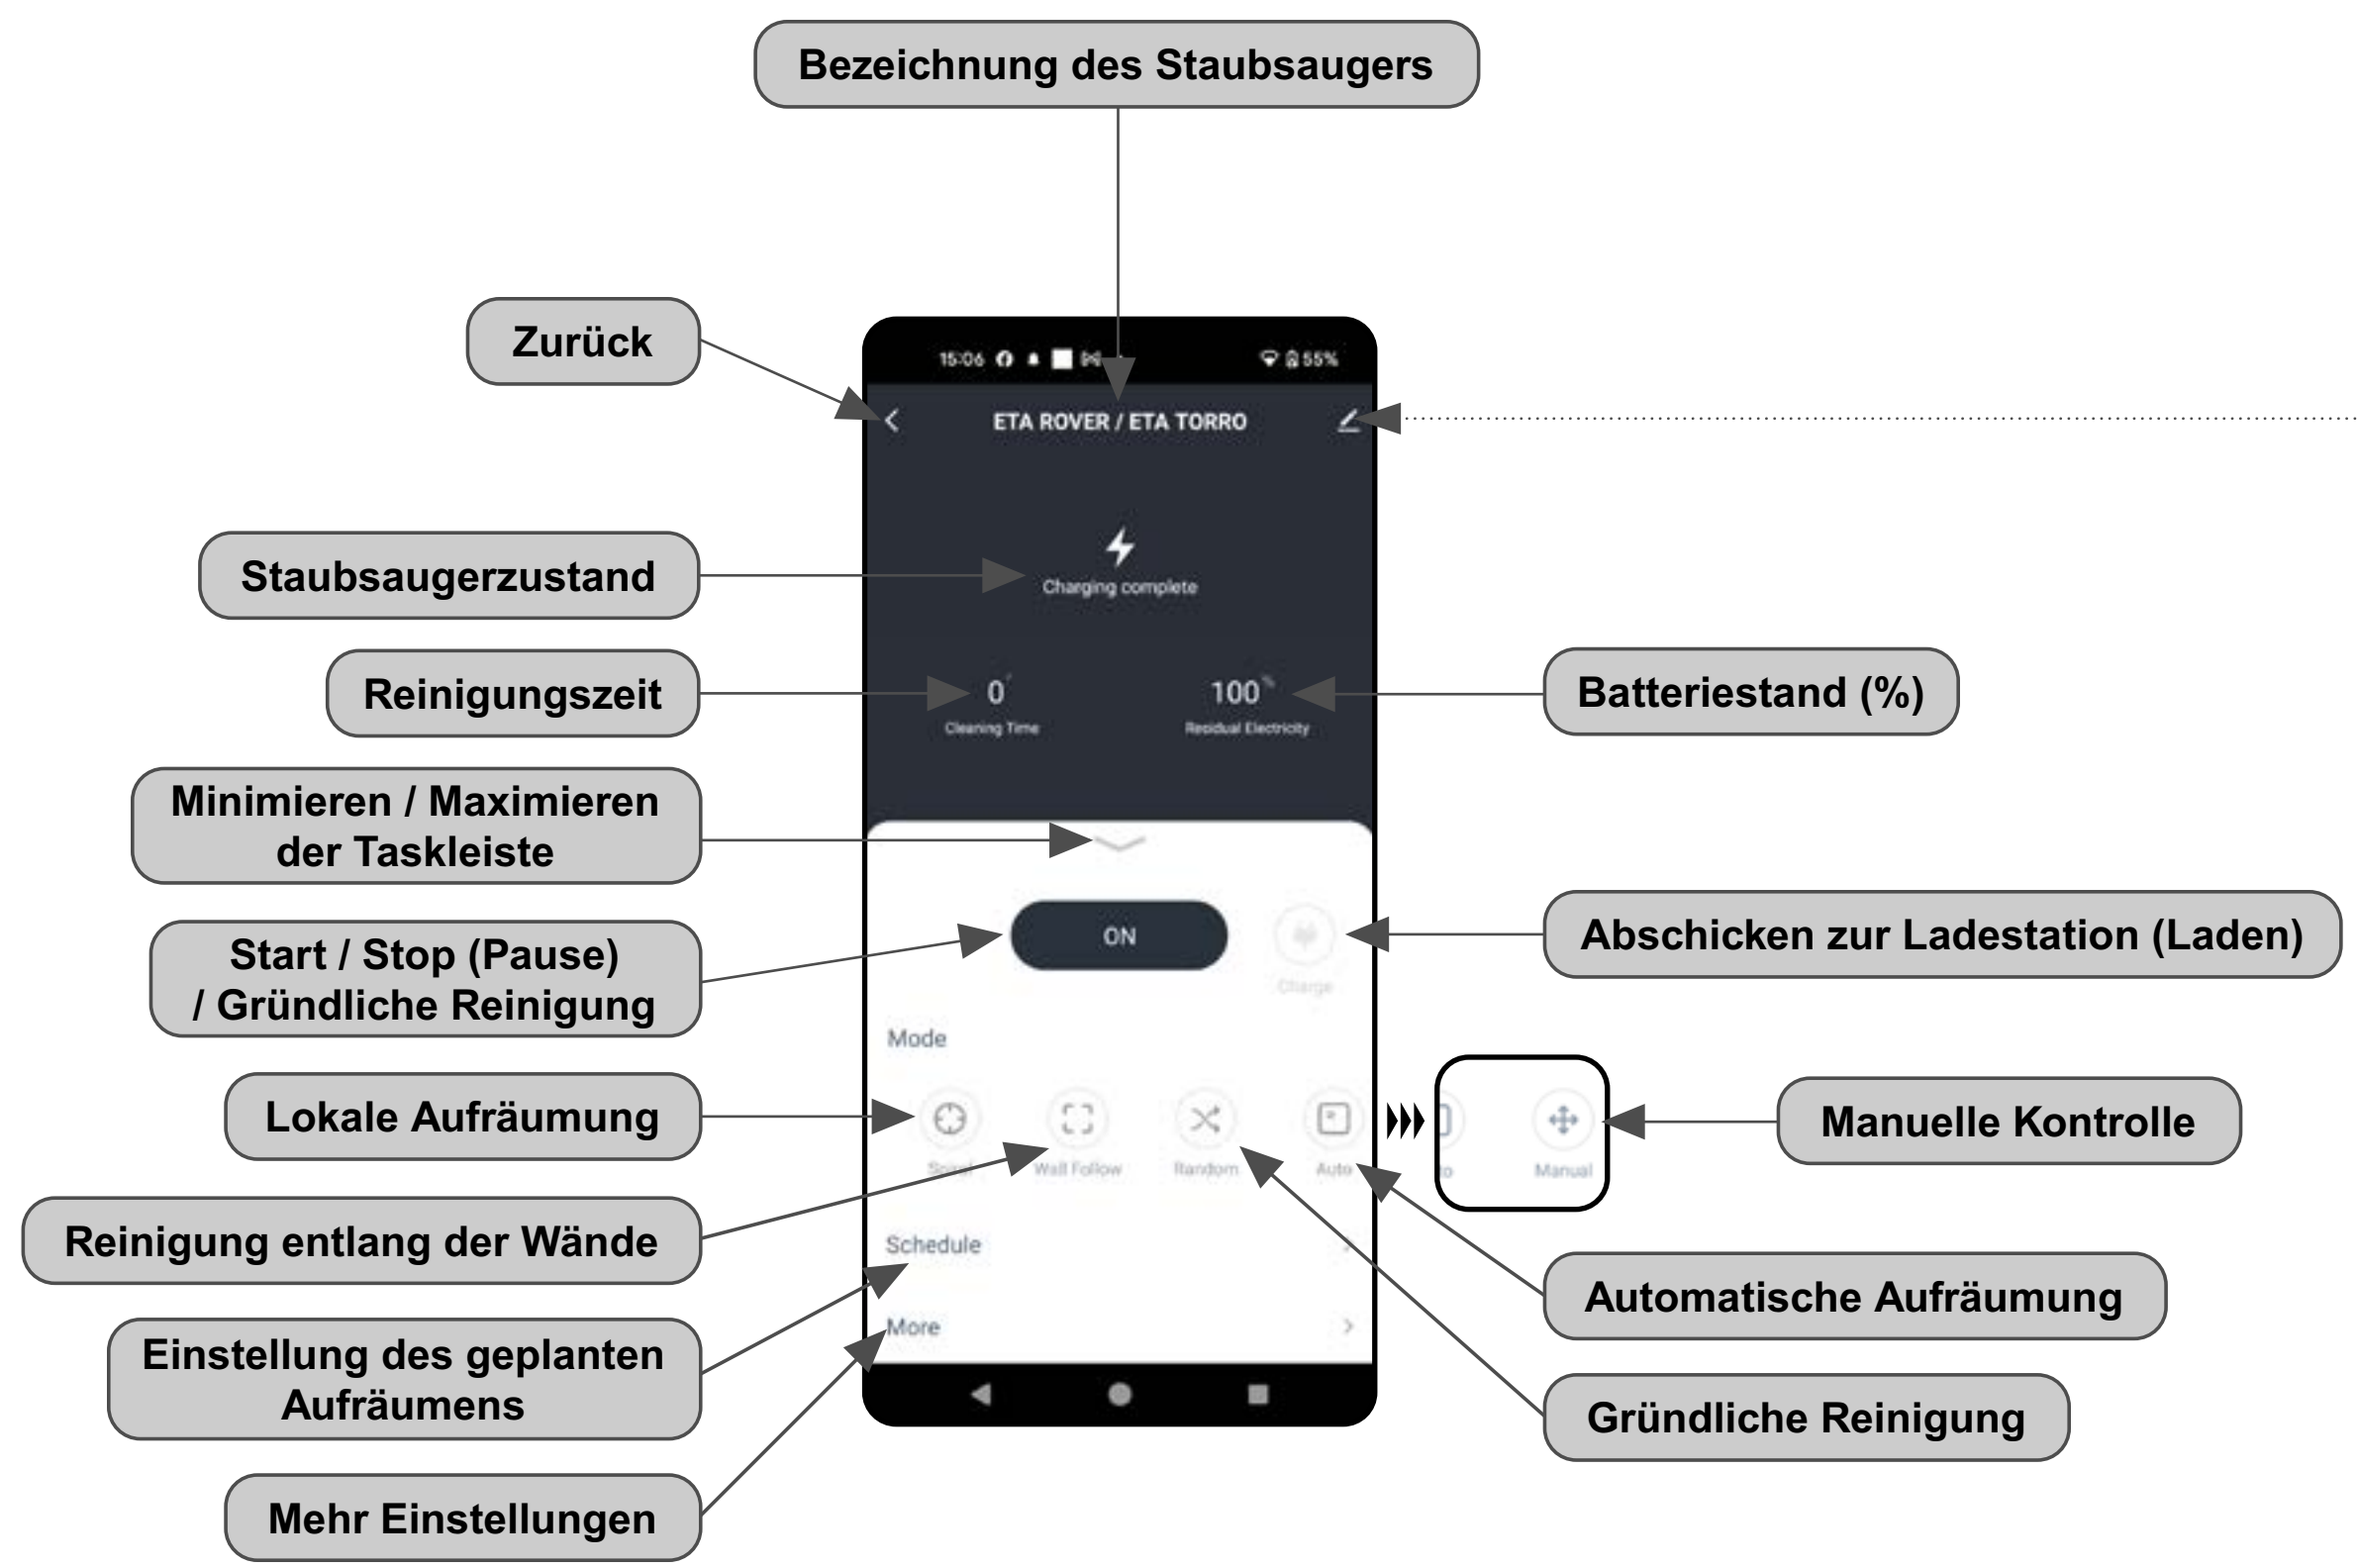 Bezeichnung des Staubsaugers
Zurück
15:06
55%
ETA ROVER / ETA TORRO
Staubsaugerzustand
Charging complete
Reinigungszeit
0
100 %
Batteriestand (%)
Cleaning Time
Residual Electricity
Minimieren / Maximieren
der Taskleiste
Start / Stop (Pause)
/ Gründliche Reinigung
ON
Abschicken zur Ladestation (Laden)
Charge
Mode
Lokale Aufräumung
Manuelle Kontrolle
Wall Follow
Random
Auto
to
Manual
Reinigung entlang der Wände
Schedule
Automatische Aufräumung
Einstellung des geplanten
Aufräumens
More
Gründliche Reinigung
Mehr Einstellungen